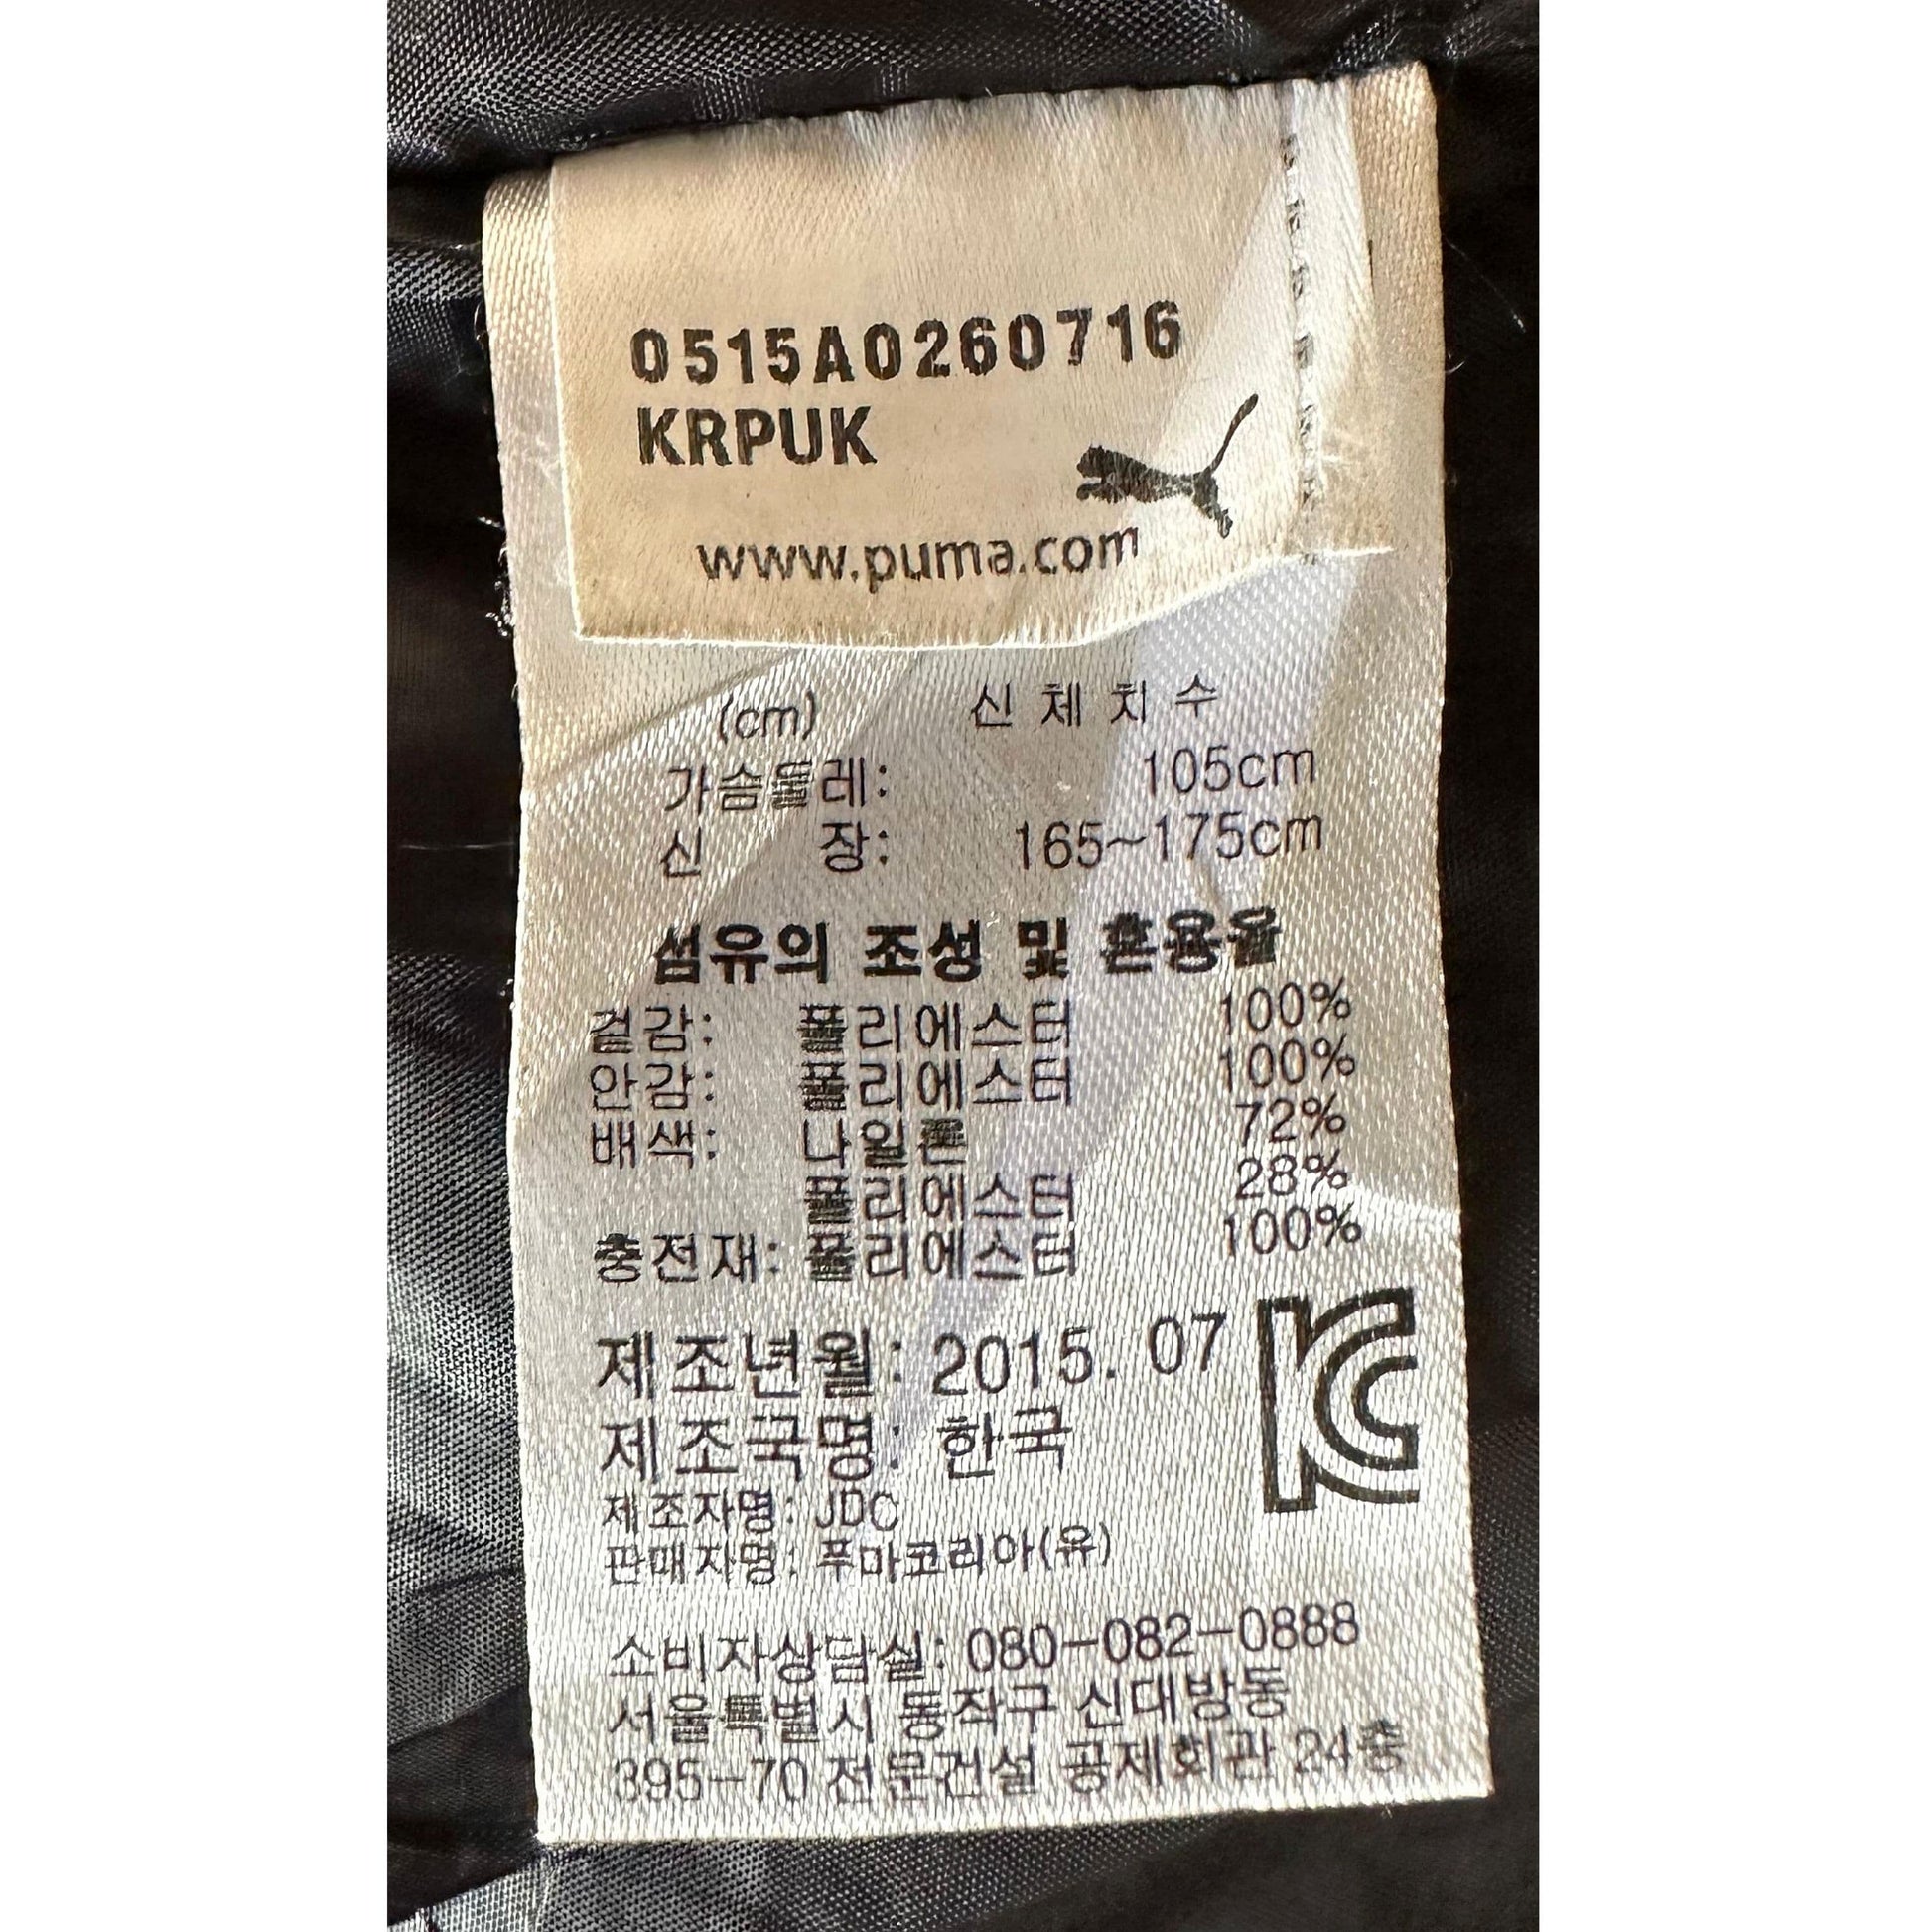 0515A0260716
KRPUK
www.puma.com
(cm) 신체치수
가슴둘레: 105cm
신 장: 165~175cm
섬유의 조성 및 혼용율
겉감: 폴리에스터 100%
안감: 폴리에스터 100%
배색: 나일론 72%
폴리에스터 28%
충전재: 폴리에스터 100%
제조년월: 2015. 07
제조국명: 한국
제조자명: JDC
판매자명: 푸마코리아(유)
소비자상담실: 080-082-0888
서울특별시 동작구 신대방동
395-70 전문건설 공제회관 24층